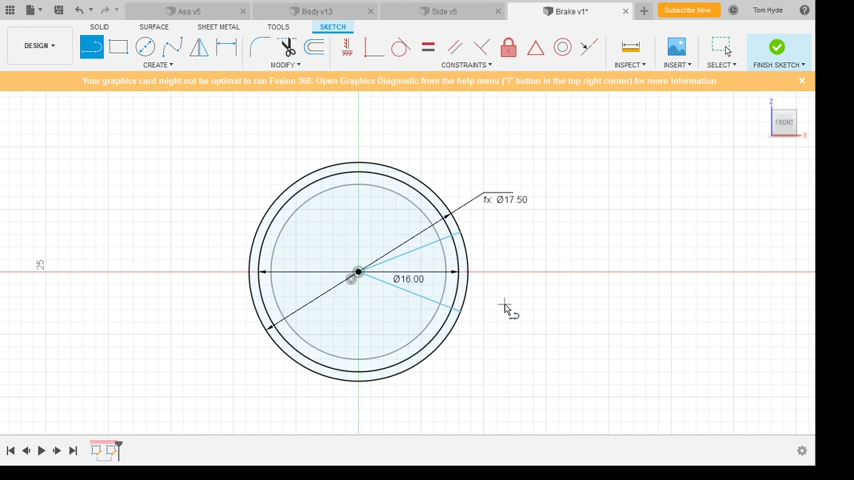 Ass v5
Body v13
Side v5
Brake v1*
Subscribe Now
Tom Hyde
SOLID
SURFACE
SHEET METAL
TOOLS
SKETCH
DESIGN
CREATE
MODIFY
CONSTRAINTS
INSPECT
INSERT
SELECT
FINISH SKETCH
Your graphics card might not be optimal to run Fusion 360. Open Graphics Diagnostic from the help menu ('?' button in the top right corner) for more information
Z
FRONT
X
fx: Ø17.50
25
Ø16.00